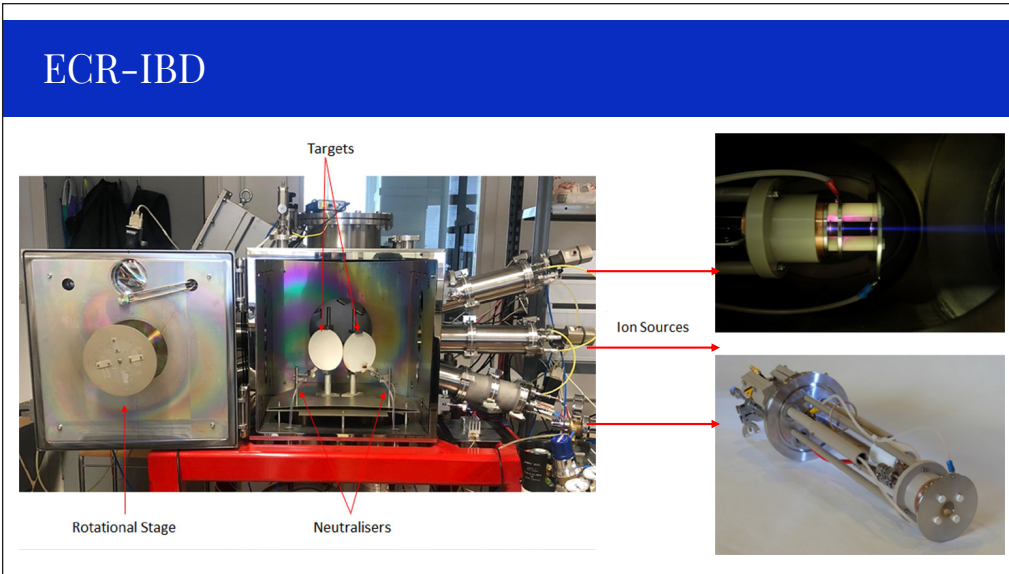 ECR-IBD
Targets
Ion Sources
Rotational Stage
Neutralisers